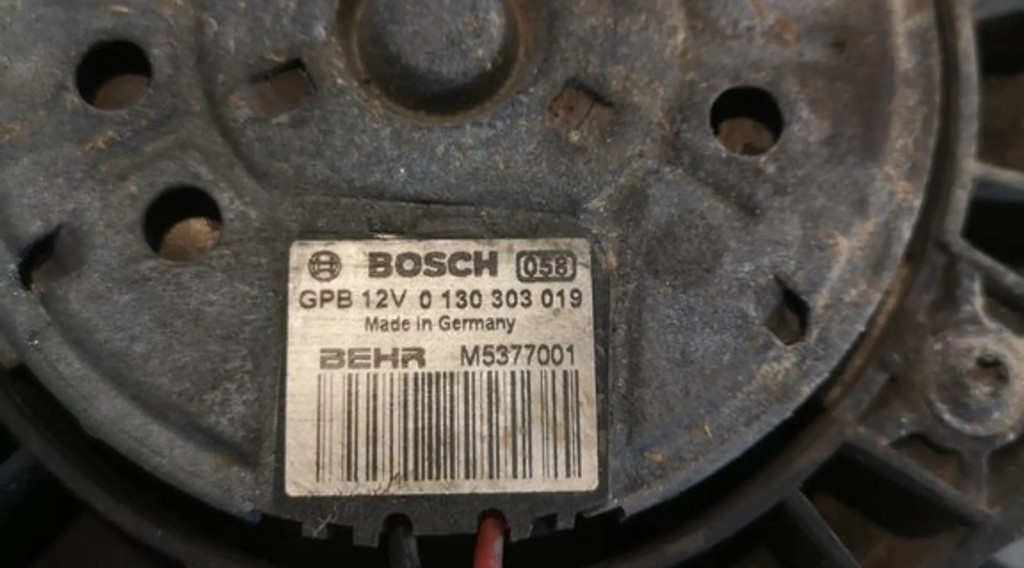 BOSCH 058
GPB 12V 0 130 303 019
Made in Germany
BEHR M5377001